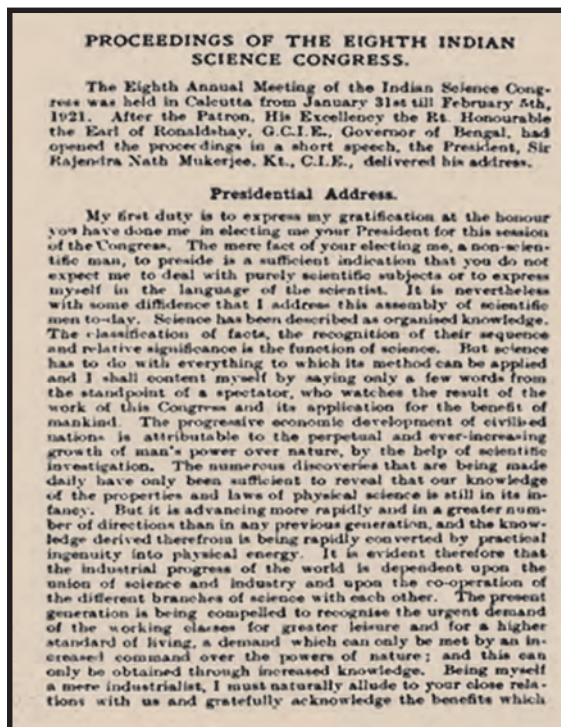 PROCEEDINGS OF THE EIGHTH INDIAN
SCIENCE CONGRESS.
The Eighth Annual Meeting of the Indian Science Cong-
ress was held in Calcutta from January 31st till February 5th,
1921. After the Patron, His Excellency the Rt. Honourable
the Earl of Ronaldshay, G.C.I.E., Governor of Bengal, had
opened the proceedings in a short speech, the President, Sir
Rajendra Nath Mukerjee, Kt., C.I.E., delivered his address.
Presidential Address.
My first duty is to express my gratification at the honour
you have done me in electing me your President for this session
of the Congress. The mere fact of your electing me, a non-scien-
tific man, to preside is a sufficient indication that you do not
expect me to deal with purely scientific subjects or to express
myself in the language of the scientist. It is nevertheless
with some diffidence that I address this assembly of scientific
men to-day. Science has been described as organised knowledge.
The classification of facts, the recognition of their sequence
and relative significance is the function of science. But science
has to do with everything to which its method can be applied
and I shall content myself by saying only a few words from
the standpoint of a spectator, who watches the result of the
work of this Congress and its application for the benefit of
mankind. The progressive economic development of civilised
nations is attributable to the perpetual and ever-increasing
growth of man's power over nature, by the help of scientific
investigation. The numerous discoveries that are being made
daily have only been sufficient to reveal that our knowledge
of the properties and laws of physical science is still in its in-
fancy. But it is advancing more rapidly and in a greater num-
ber of directions than in any previous generation, and the know-
ledge derived therefrom is being rapidly converted by practical
ingenuity into physical energy. It is evident therefore that
the industrial progress of the world is dependent upon the
union of science and industry and upon the co-operation of
the different branches of science with each other. The present
generation is being compelled to recognise the urgent demand
of the working classes for greater leisure and for a higher
standard of living, a demand which can only be met by an in-
creased command over the powers of nature; and this can
only be obtained through increased knowledge. Being myself
a mere industrialist, I must naturally allude to your close rela-
tions with us and gratefully acknowledge the benefits which